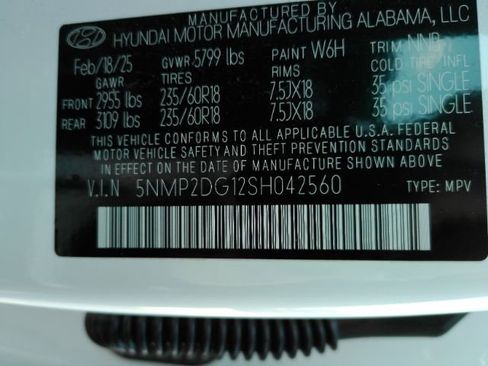 MANUFACTURED BY
HYUNDAI MOTOR MANUFACTURING ALABAMA, LLC
Feb/18/25 GVWR 5799 lbs PAINT W6H TRIM NNB
GAWR TIRES RIMS COLD TIRE INFL.
FRONT 2955 lbs 235/60R18 7.5JX18 35 psi SINGLE
REAR 3109 lbs 235/60R18 7.5JX18 35 psi SINGLE
THIS VEHICLE CONFORMS TO ALL APPLICABLE U.S.A. FEDERAL
MOTOR VEHICLE SAFETY AND THEFT PREVENTION STANDARDS
IN EFFECT ON THE DATE OF MANUFACTURE SHOWN ABOVE.
V.I.N 5NMP2DG12SH042560 TYPE: MPV